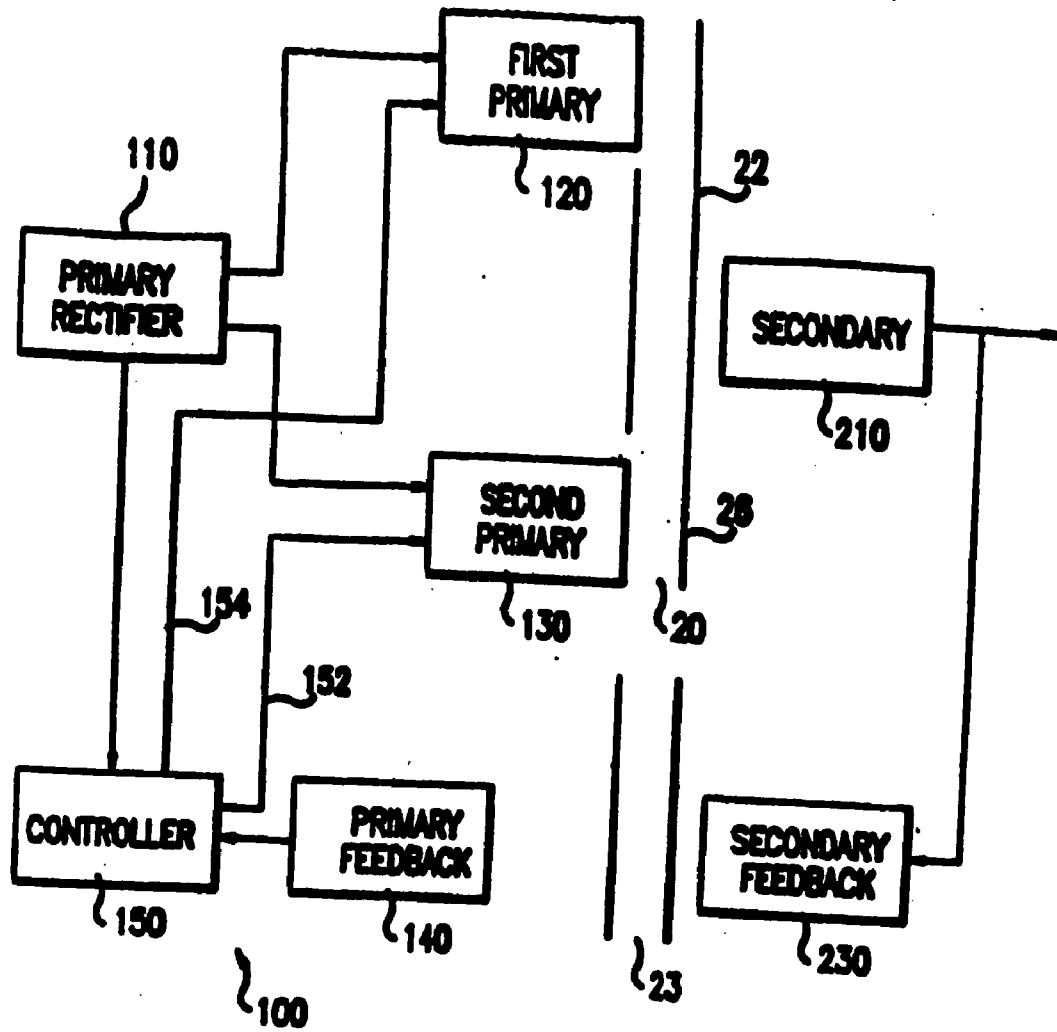 FIRST
PRIMARY
120
110
PRIMARY
RECTIFIER
22
SECONDARY
210
SECOND
PRIMARY
130
26
20
154
152
CONTROLLER
150
PRIMARY
FEEDBACK
140
SECONDARY
FEEDBACK
230
23
100